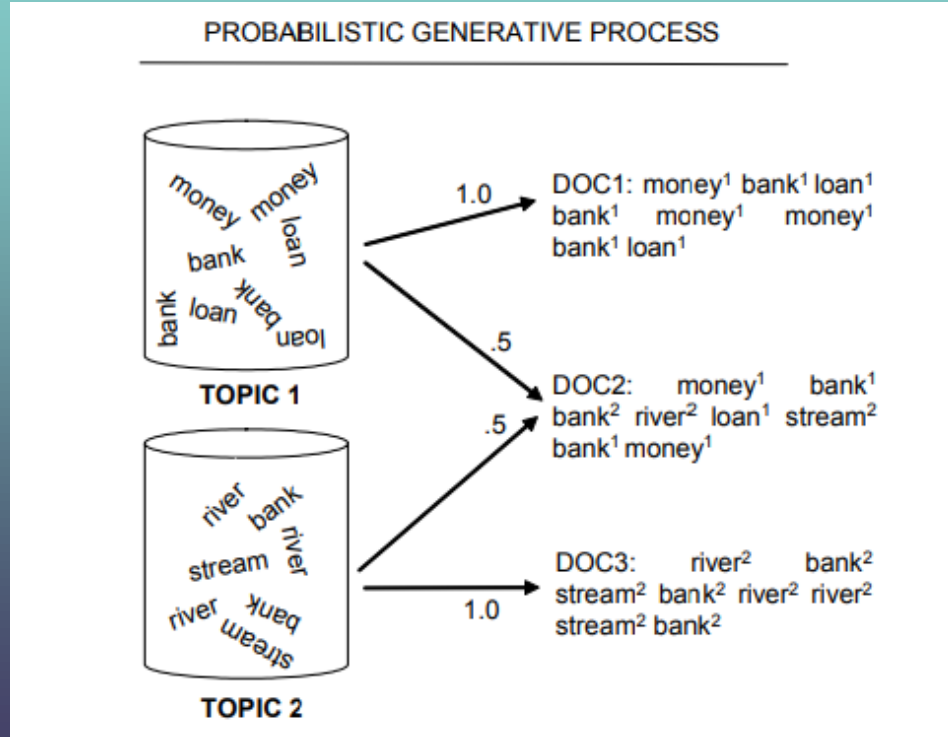 PROBABILISTIC GENERATIVE PROCESS
money
money
loan
bank
bank
loan
bank
loan
TOPIC 1
1.0
DOC1: money¹ bank¹ loan¹
bank¹ money¹ money¹
bank¹ loan¹
.5
.5
DOC2: money¹ bank¹
bank² river² loan¹ stream²
bank¹ money¹
river
bank
river
stream
river
bank
stream
TOPIC 2
1.0
DOC3: river² bank²
stream² bank² river² river²
stream² bank²